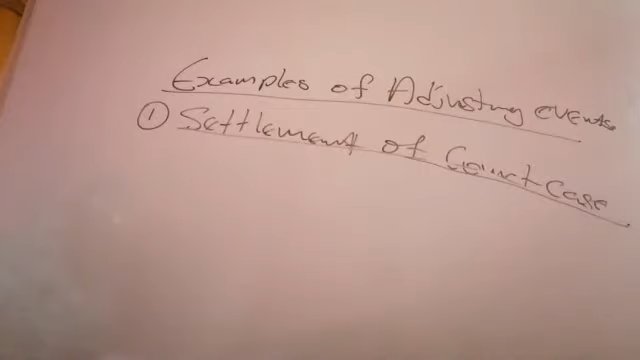 Examples of Adjusting events
① Settlement of Court case